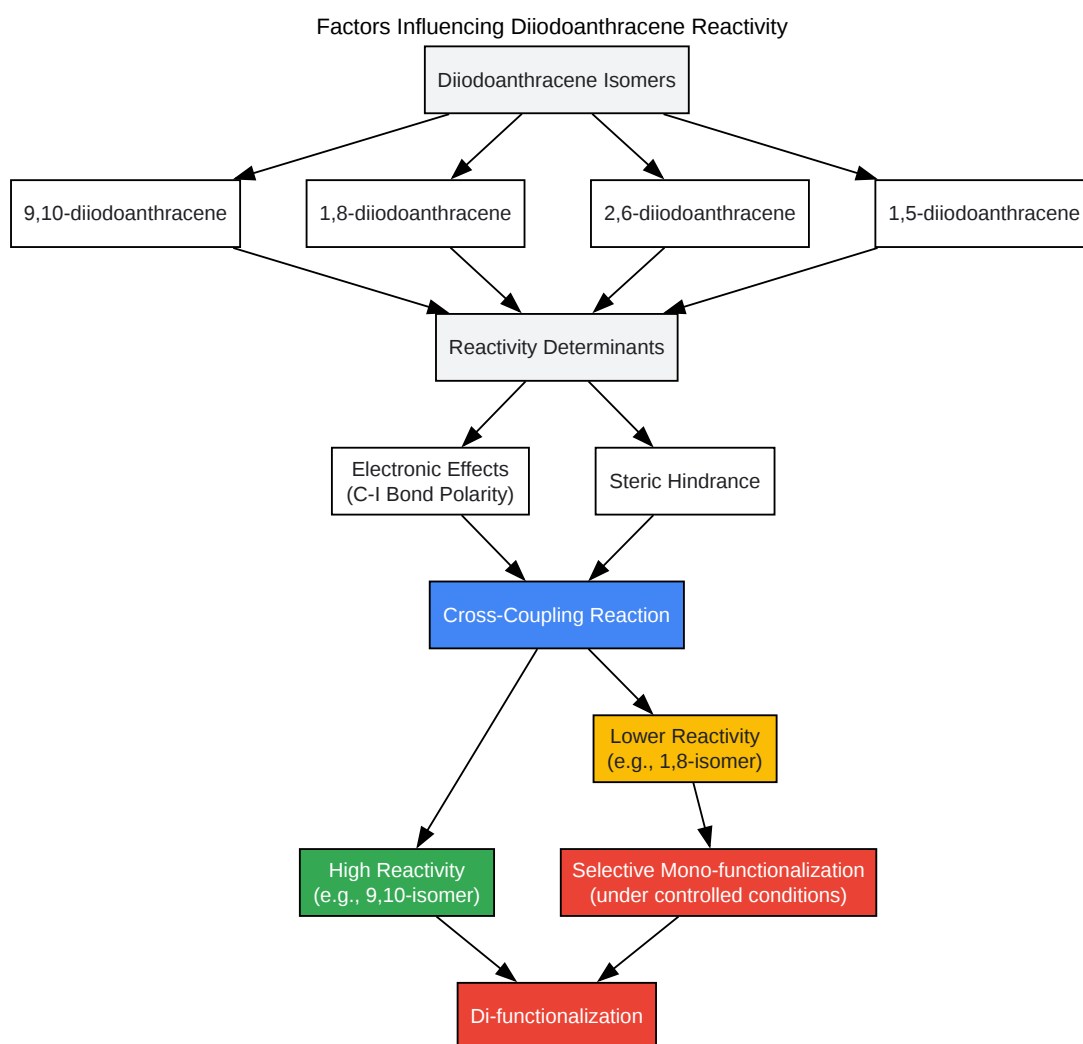 Factors Influencing Diiodoanthracene Reactivity
Diiodoanthracene Isomers
9,10-diiodoanthracene
1,8-diiodoanthracene
2,6-diiodoanthracene
1,5-diiodoanthracene
Reactivity Determinants
Electronic Effects
(C-I Bond Polarity)
Steric Hindrance
Cross-Coupling Reaction
Lower Reactivity
(e.g., 1,8-isomer)
High Reactivity
(e.g., 9,10-isomer)
Selective Mono-functionalization
(under controlled conditions)
Di-functionalization